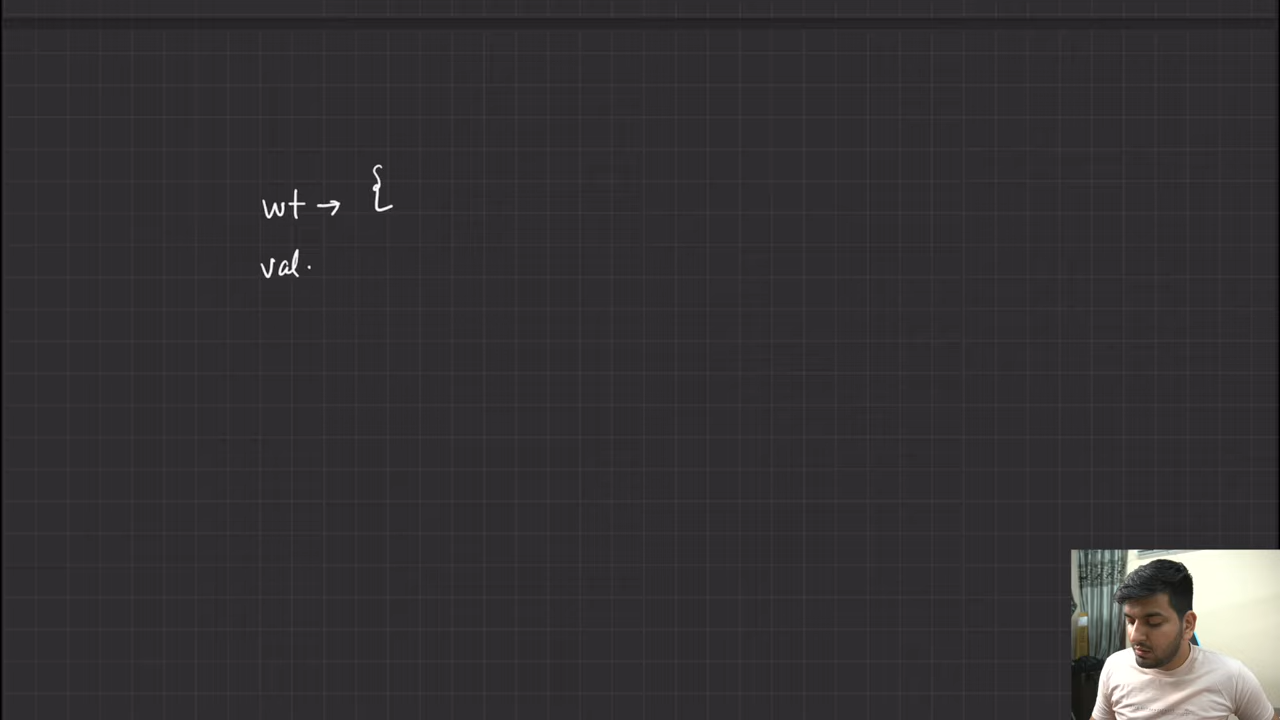 wt → {
val.